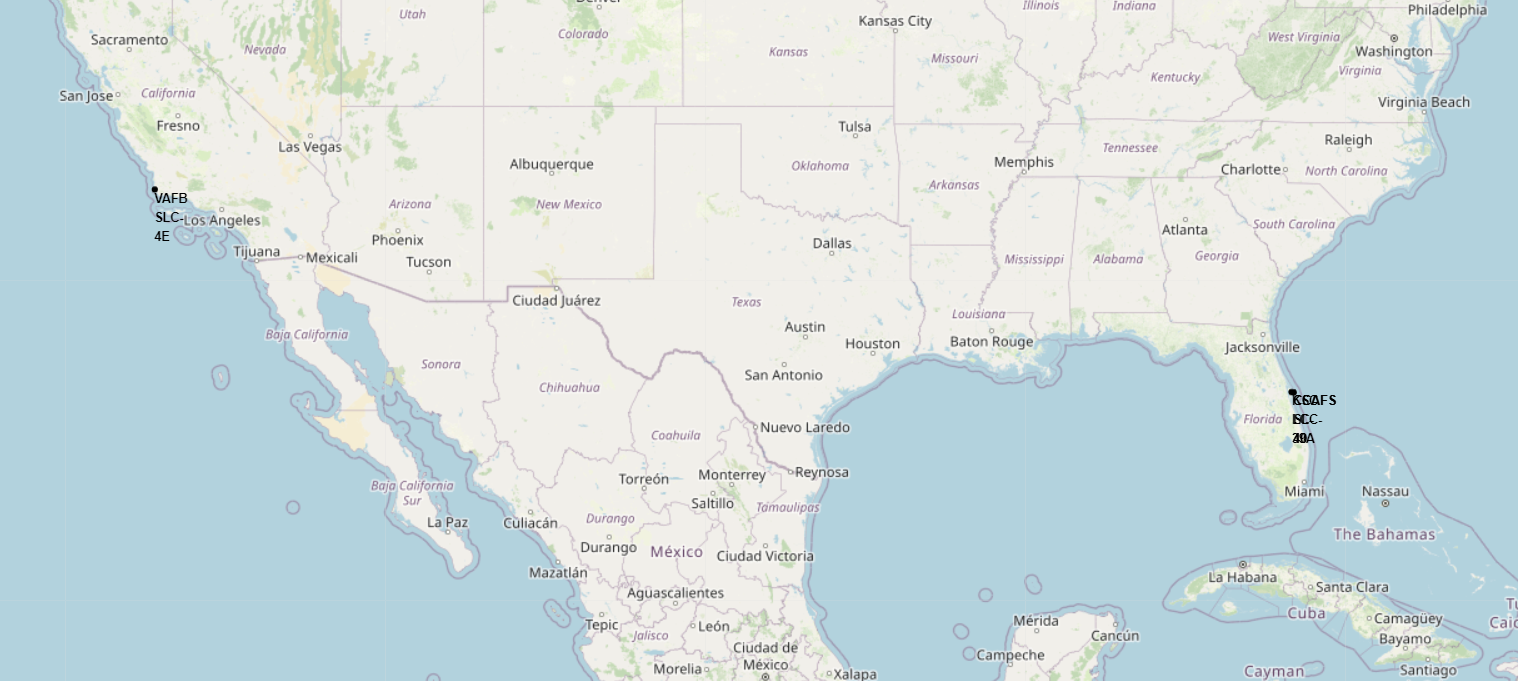 Utah
Denver
Colorado
Kansas City
Kansas
Illinois
Indiana
Philadelphia
Sacramento
Nevada
Missouri
West Virginia
Washington
Virginia
Kentucky
San Jose
California
Fresno
Las Vegas
Virginia Beach
Tulsa
Raleigh
Albuquerque
Oklahoma
Memphis
Tennessee
Charlotte
North Carolina
Arkansas
VAFB
SLC-
4E
Los Angeles
Arizona
New Mexico
Phoenix
Tucson
Tijuana
Mexicali
Dallas
Atlanta
South Carolina
Mississippi
Alabama
Georgia
Ciudad Juárez
Texas
Louisiana
Austin
Houston
Baton Rouge
Jacksonville
Baja California
Sonora
Chihuahua
San Antonio
Florida
Coahuila
Nuevo Laredo
Torreón
Monterrey
Reynosa
Saltillo
Tamaulipas
Miami
Nassau
The Bahamas
Baja California
Sur
La Paz
Culiacán
Durango
Durango
México
Ciudad Victoria
Mazatlán
La Habana
Santa Clara
Cuba
Camagüey
Bayamo
Santiago
Aguascalientes
Tepic
León
Jalisco
Ciudad de
México
Morelia
Xalapa
Mérida
Cancún
Campeche
Cayman